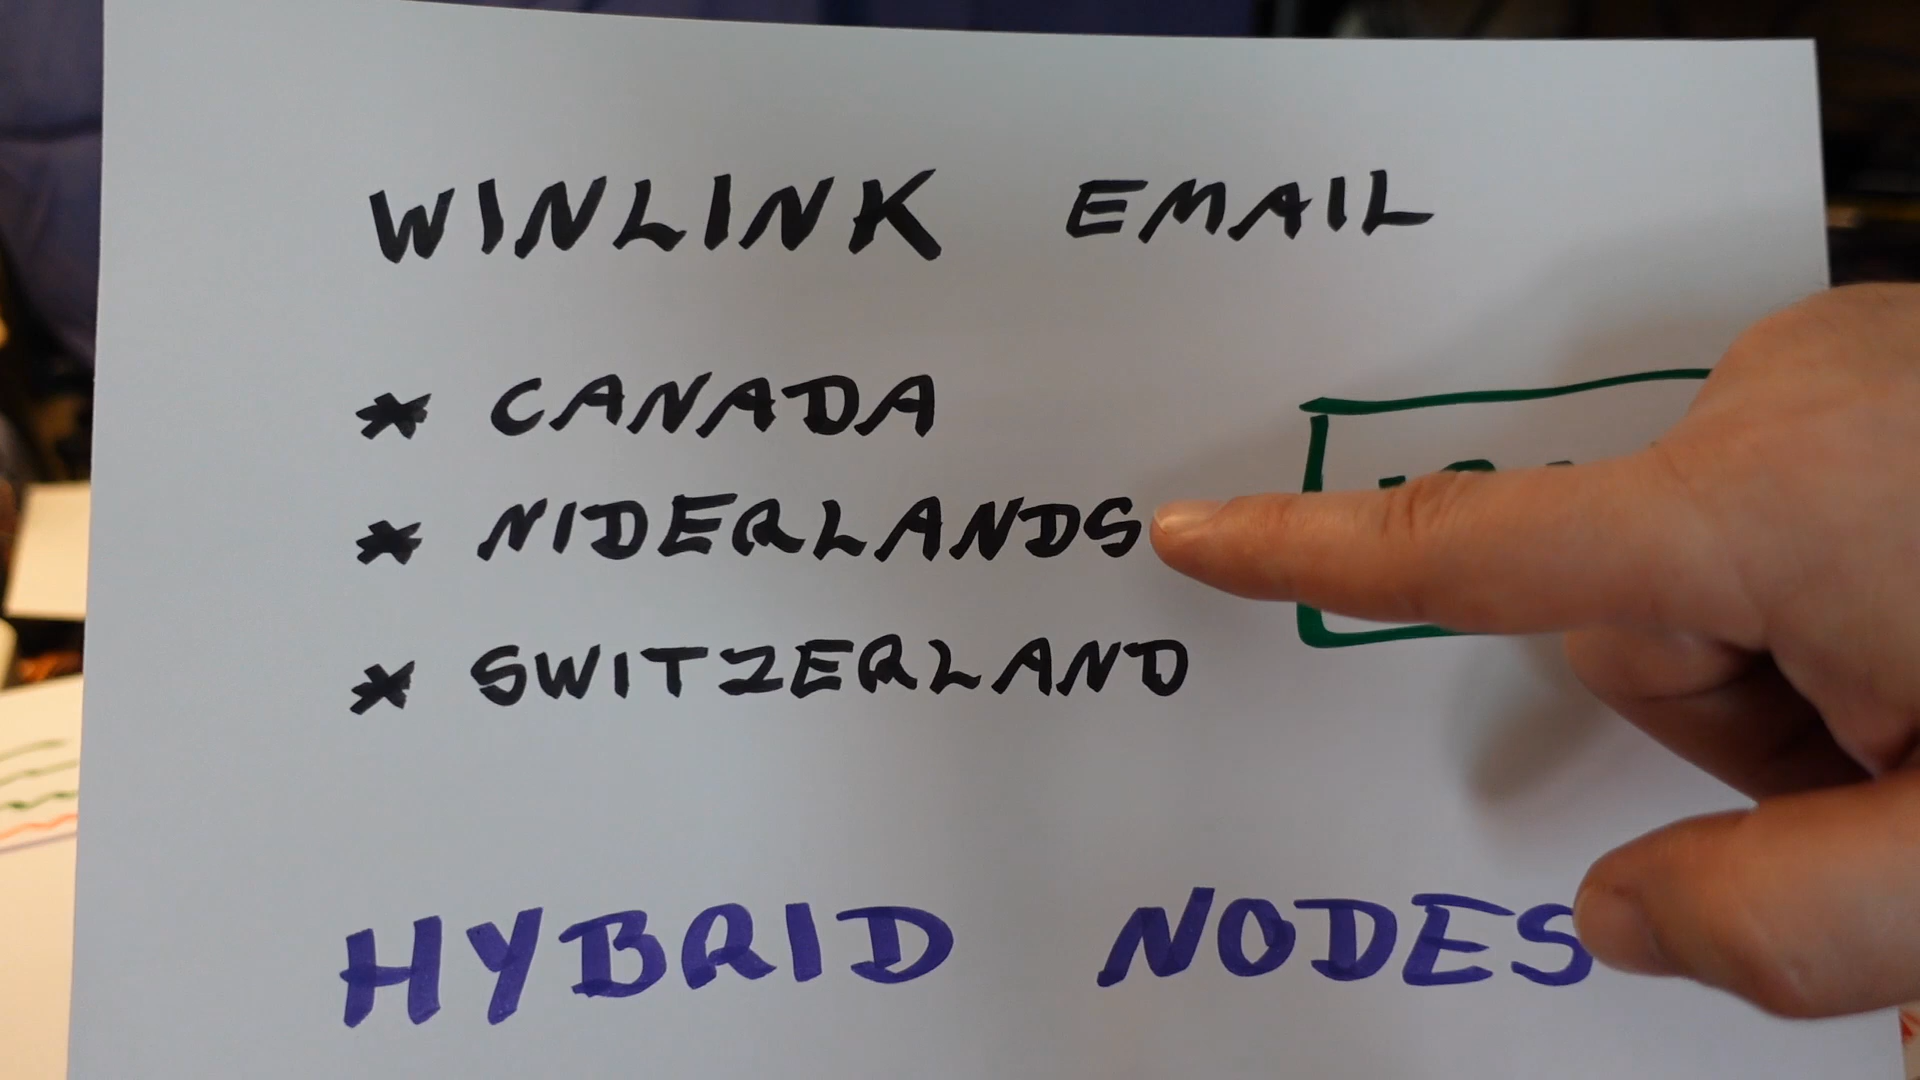 WINLINK EMAIL
* CANADA
* NIDERLANDS
* SWITZERLAND
HYBRID NODES